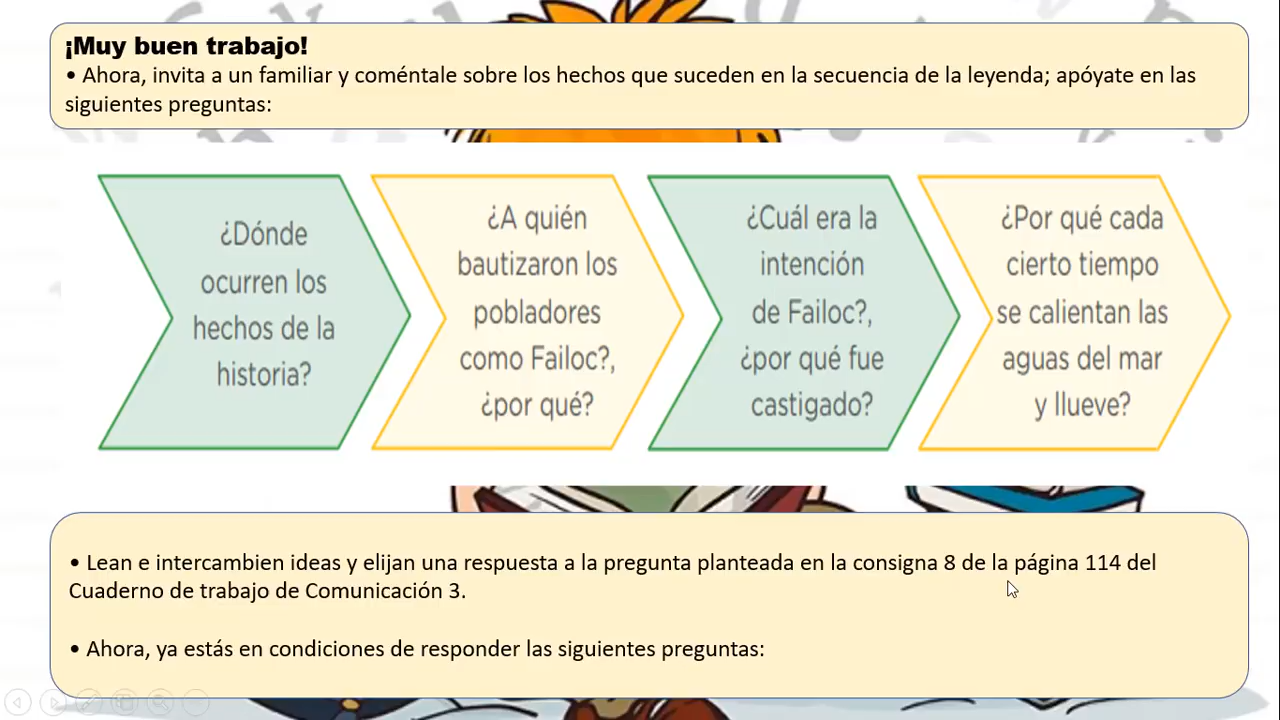 ¡Muy buen trabajo!
• Ahora, invita a un familiar y coméntale sobre los hechos que suceden en la secuencia de la leyenda; apóyate en las
siguientes preguntas:
¿Dónde
ocurren los
hechos de la
historia?
¿A quién
bautizaron los
pobladores
como Failoc?,
¿por qué?
¿Cuál era la
intención
de Failoc?,
¿por qué fue
castigado?
¿Por qué cada
cierto tiempo
se calientan las
aguas del mar
y llueve?
• Lean e intercambien ideas y elijan una respuesta a la pregunta planteada en la consigna 8 de la página 114 del
Cuaderno de trabajo de Comunicación 3.
• Ahora, ya estás en condiciones de responder las siguientes preguntas: